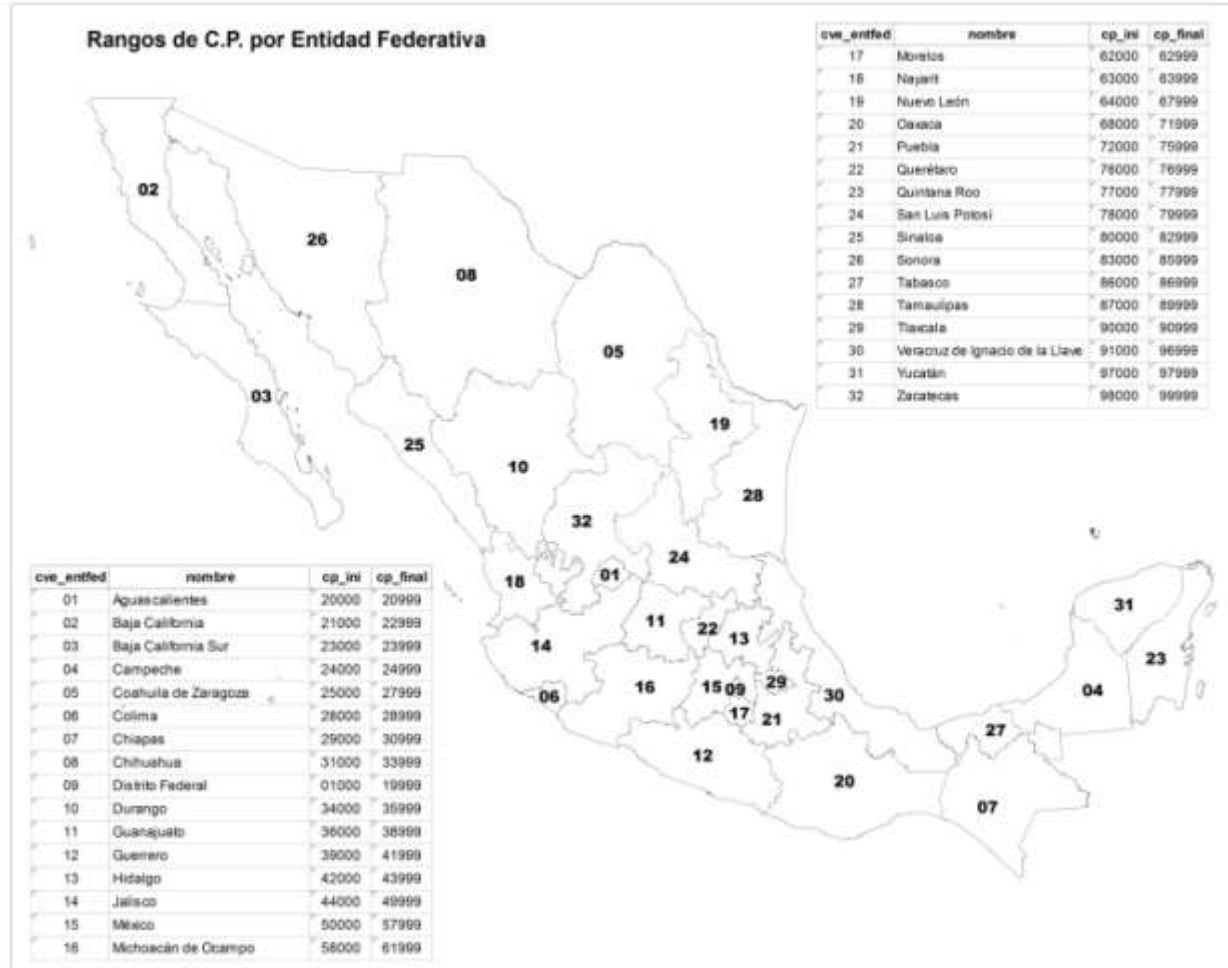 Rangos de C.P. por Entidad Federativa
cve_entfed nombre cp_ini cp_final
17 Morelos 62000 62999
18 Nayarit 63000 63999
19 Nuevo León 64000 67999
20 Oaxaca 68000 71999
21 Puebla 72000 75999
22 Querétaro 76000 76999
23 Quintana Roo 77000 77999
24 San Luis Potosí 78000 79999
25 Sinaloa 80000 82999
26 Sonora 83000 85999
27 Tabasco 86000 86999
28 Tamaulipas 87000 89999
29 Tlaxcala 90000 90999
30 Veracruz de Ignacio de la Llave 91000 96999
31 Yucatán 97000 97999
32 Zacatecas 98000 99999
02
26
08
05
03
19
25
10
28
32
24
01
18
31
11
22
13
14
23
16
15
09
29
04
06
30
17
21
27
12
20
07
cve_entfed nombre cp_ini cp_final
01 Aguascalientes 20000 20999
02 Baja California 21000 22999
03 Baja California Sur 23000 23999
04 Campeche 24000 24999
05 Coahuila de Zaragoza 25000 27999
06 Colima 28000 28999
07 Chiapas 29000 30999
08 Chihuahua 31000 33999
09 Distrito Federal 01000 19999
10 Durango 34000 35999
11 Guanajuato 36000 38999
12 Guerrero 39000 41999
13 Hidalgo 42000 43999
14 Jalisco 44000 49999
15 México 50000 57999
16 Michoacán de Ocampo 58000 61999